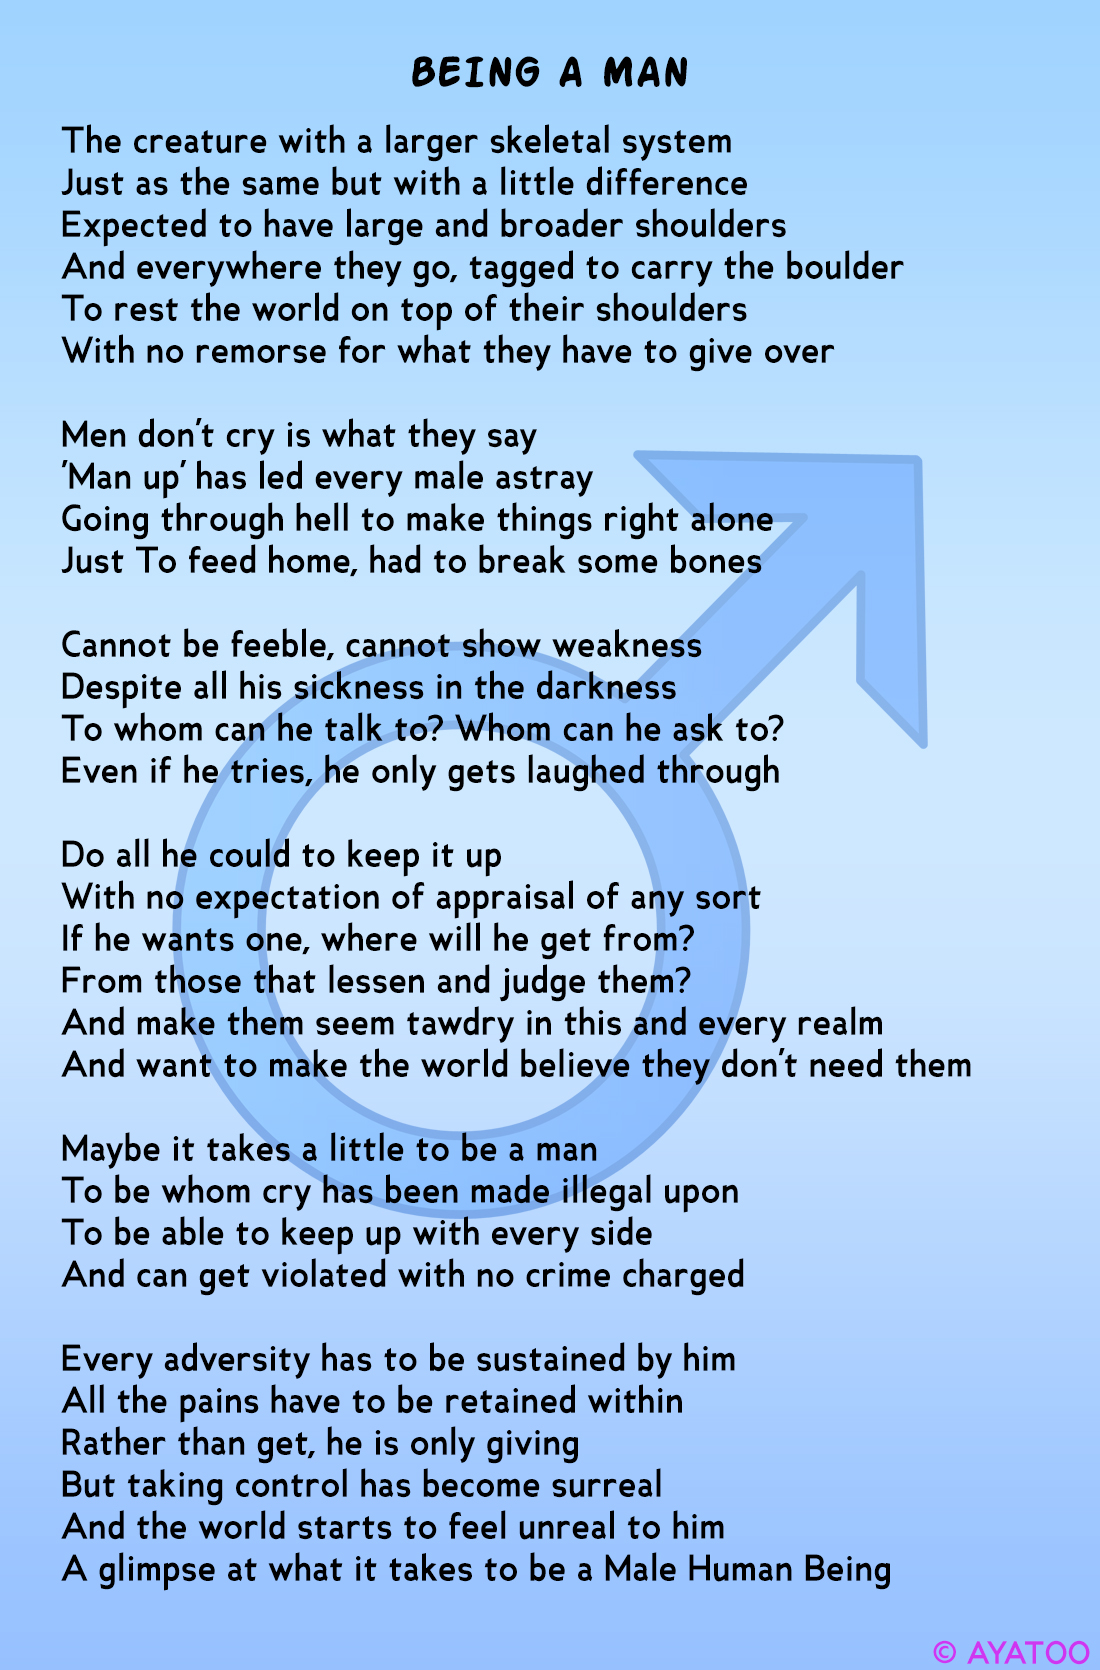 BEING A MAN
The creature with a larger skeletal system
Just as the same but with a little difference
Expected to have large and broader shoulders
And everywhere they go, tagged to carry the boulder
To rest the world on top of their shoulders
With no remorse for what they have to give over
Men don't cry is what they say
'Man up' has led every male astray
Going through hell to make things right alone
Just To feed home, had to break some bones
Cannot be feeble, cannot show weakness
Despite all his sickness in the darkness
To whom can he talk to? Whom can he ask to?
Even if he tries, he only gets laughed through
Do all he could to keep it up
With no expectation of appraisal of any sort
If he wants one, where will he get from?
From those that lessen and judge them?
And make them seem tawdry in this and every realm
And want to make the world believe they don't need them
Maybe it takes a little to be a man
To be whom cry has been made illegal upon
To be able to keep up with every side
And can get violated with no crime charged
Every adversity has to be sustained by him
All the pains have to be retained within
Rather than get, he is only giving
But taking control has become surreal
And the world starts to feel unreal to him
A glimpse at what it takes to be a Male Human Being
© AYATOO